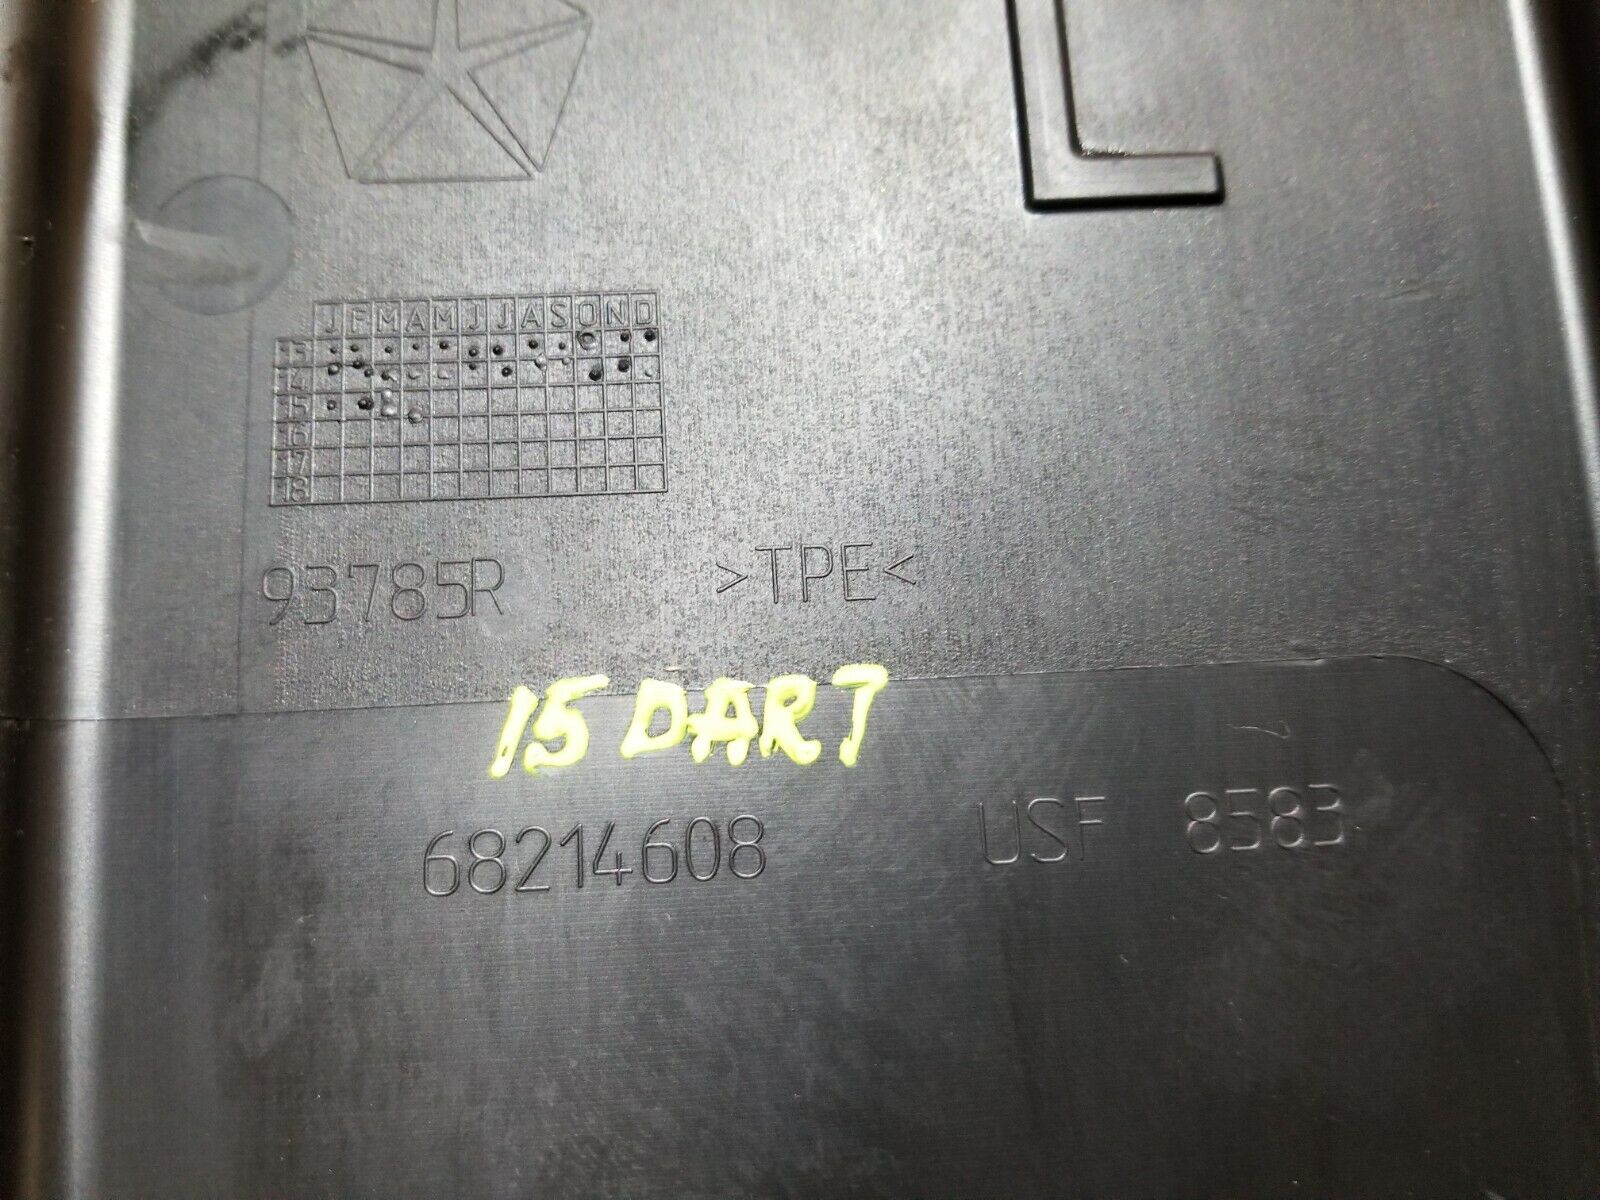 L
J F M A M J J A S O N D
13
14
15
16
17
18
93785R >TPE<
15 DART
68214608 USF 8583